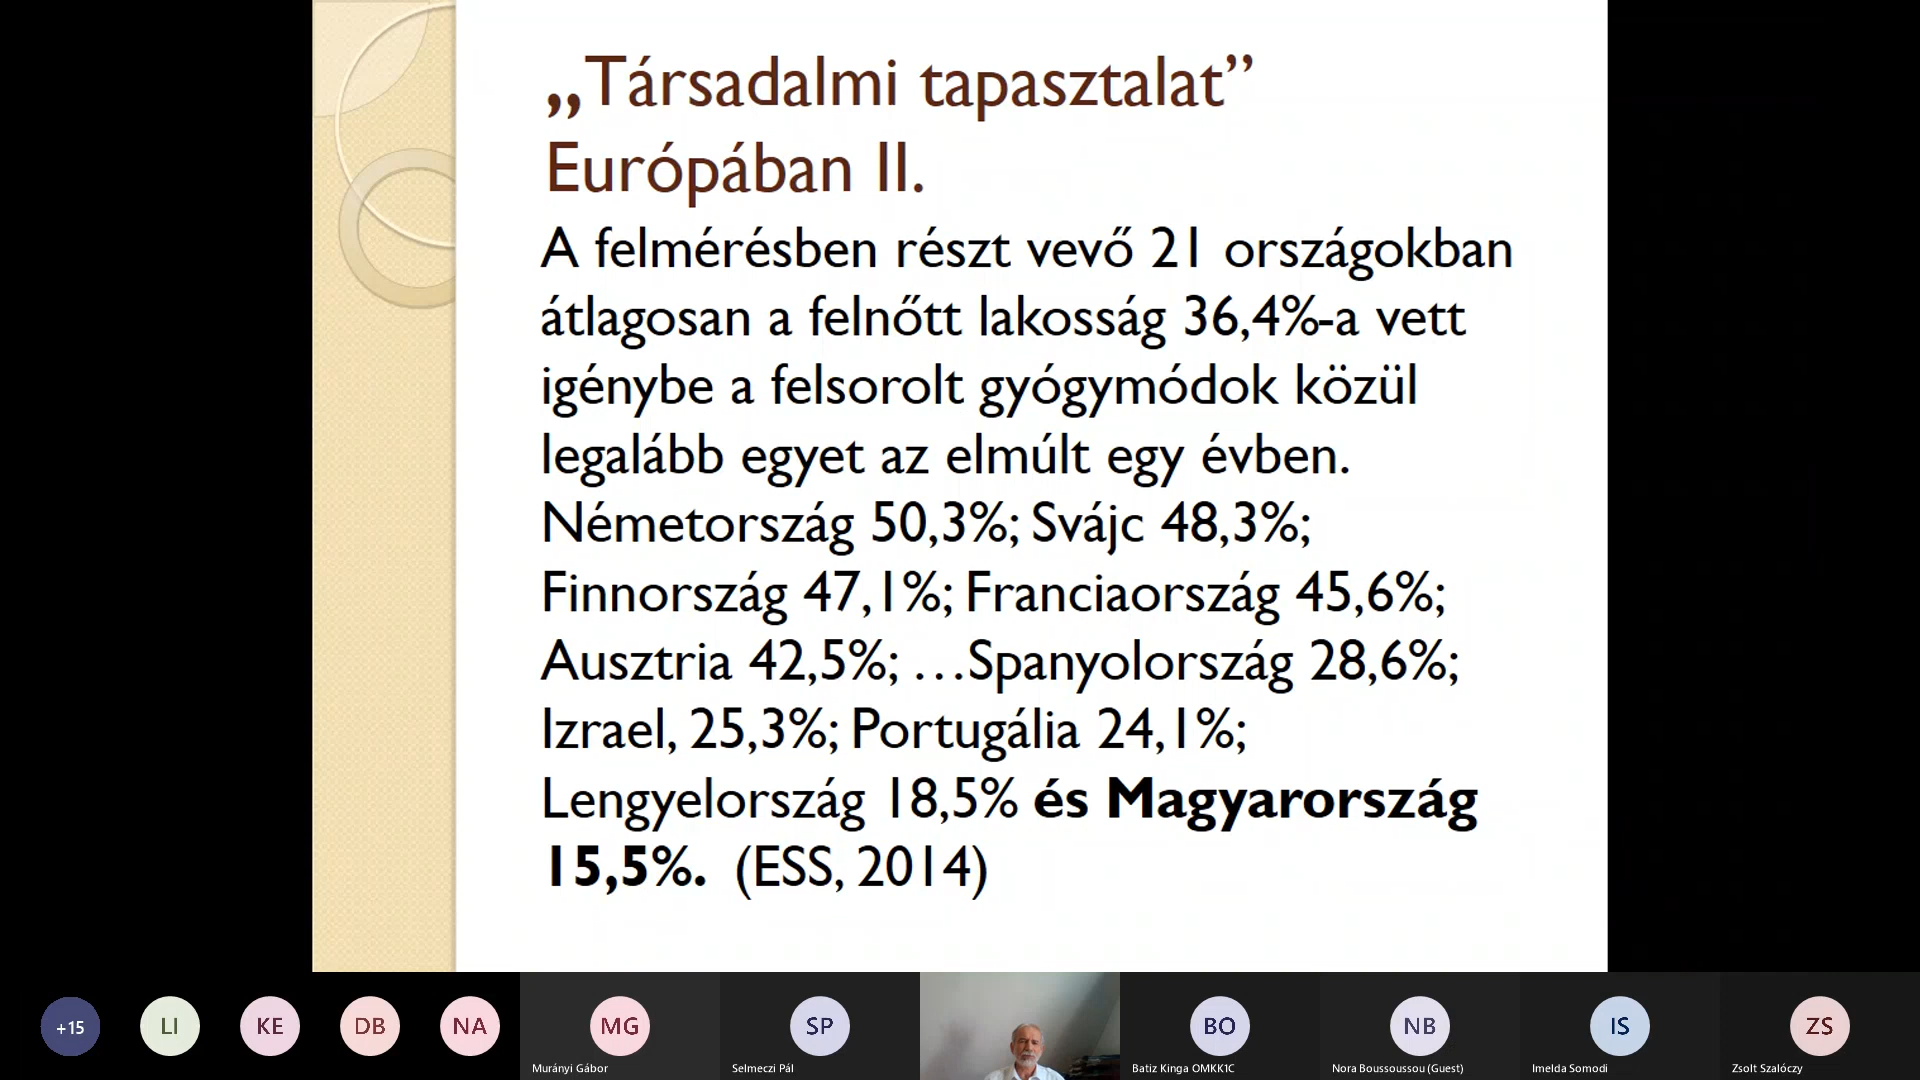 „Társadalmi tapasztalat”
Európában II.
A felmérésben részt vevő 21 országokban
átlagosan a felnőtt lakosság 36,4%-a vett
igénybe a felsorolt gyógymódok közül
legalább egyet az elmúlt egy évben.
Németország 50,3%; Svájc 48,3%;
Finnország 47,1%; Franciaország 45,6%;
Ausztria 42,5%; …Spanyolország 28,6%;
Izrael, 25,3%; Portugália 24,1%;
Lengyelország 18,5% és Magyarország
15,5%. (ESS, 2014)
+15 LI KE DB NA MG SP BO NB IS ZS
Murányi Gábor Selmeczi Pál Batiz Kinga OMKK1C Nora Boussoussou (Guest) Imelda Somodi Zsolt Szalóczy